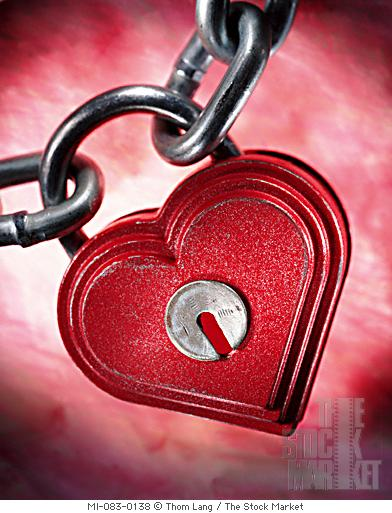 THE
STOCK
MARKET
MI-083-0138 © Thom Lang / The Stock Market